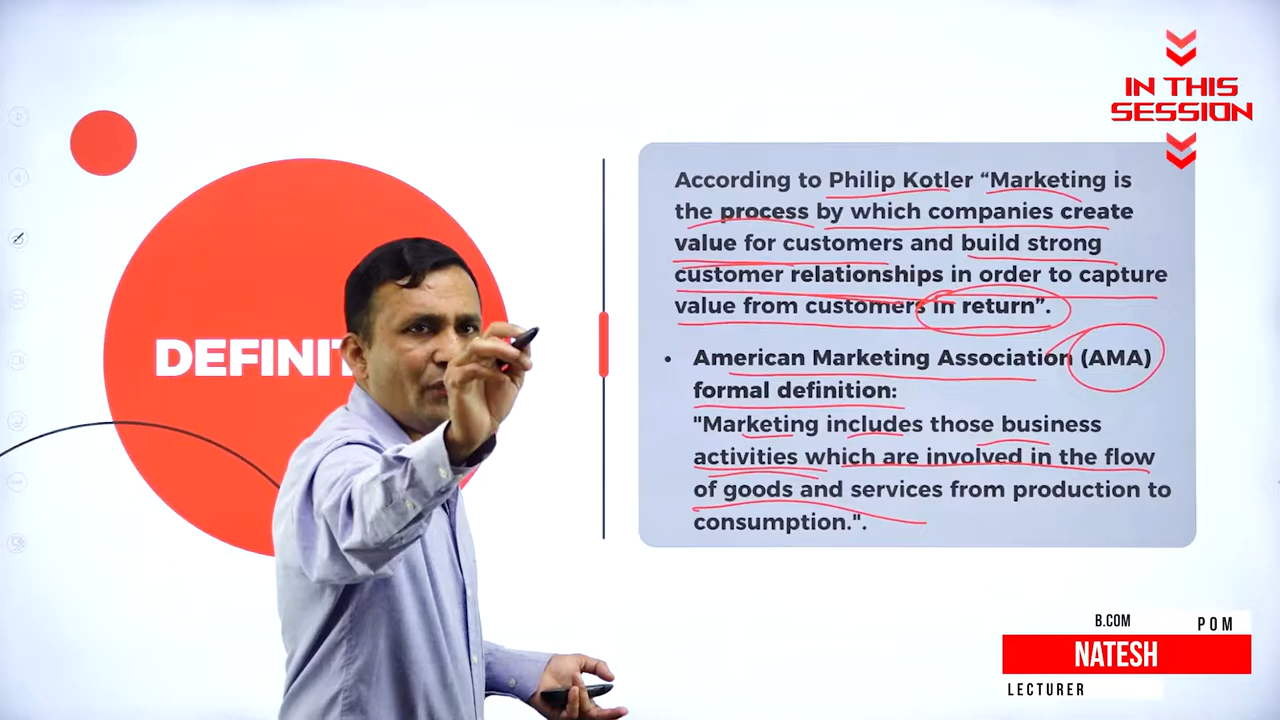 IN THIS
SESSION
DEFINIT
According to Philip Kotler “Marketing is
the process by which companies create
value for customers and build strong
customer relationships in order to capture
value from customers in return”.
• American Marketing Association (AMA)
formal definition:
"Marketing includes those business
activities which are involved in the flow
of goods and services from production to
consumption.".
B.COM
POM
NATESH
LECTURER